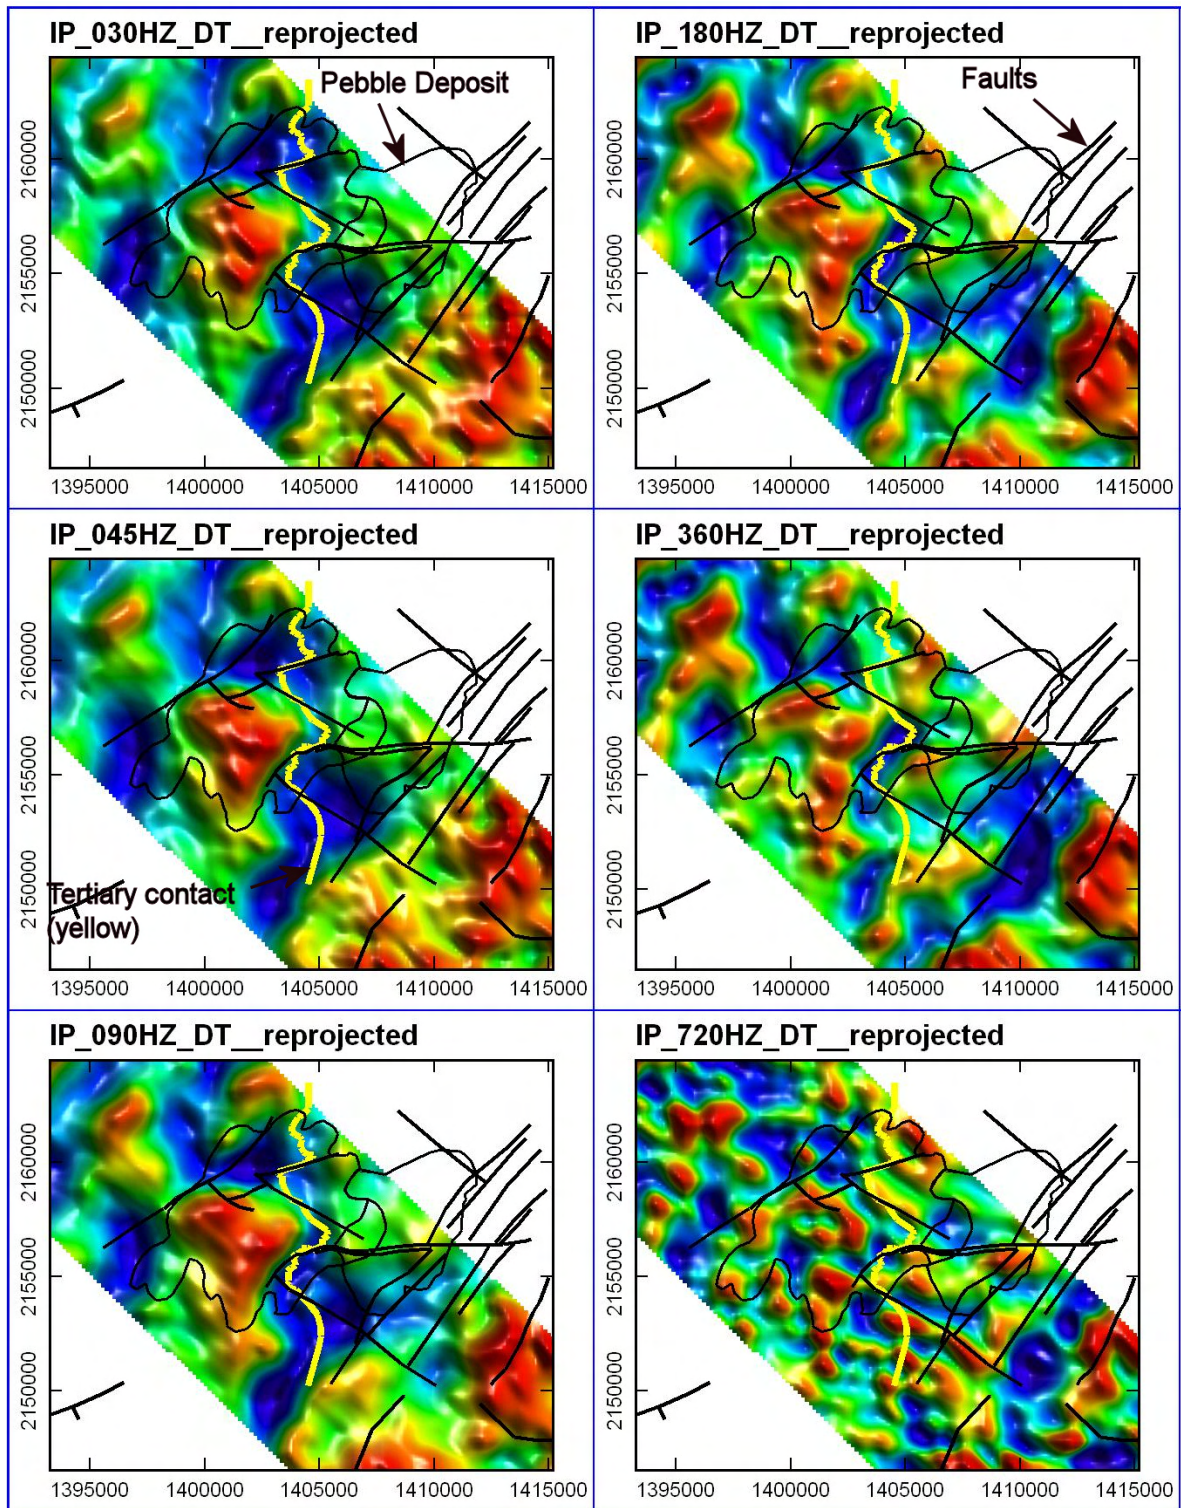 IP_030HZ_DT__reprojected
Pebble Deposit
2160000
2155000
2150000
1395000 1400000 1405000 1410000 1415000
IP_180HZ_DT__reprojected
Faults
2160000
2155000
2150000
1395000 1400000 1405000 1410000 1415000
IP_045HZ_DT__reprojected
2160000
2155000
2150000
Tertiary contact
(yellow)
1395000 1400000 1405000 1410000 1415000
IP_360HZ_DT__reprojected
2160000
2155000
2150000
1395000 1400000 1405000 1410000 1415000
IP_090HZ_DT__reprojected
2160000
2155000
2150000
1395000 1400000 1405000 1410000 1415000
IP_720HZ_DT__reprojected
2160000
2155000
2150000
1395000 1400000 1405000 1410000 1415000